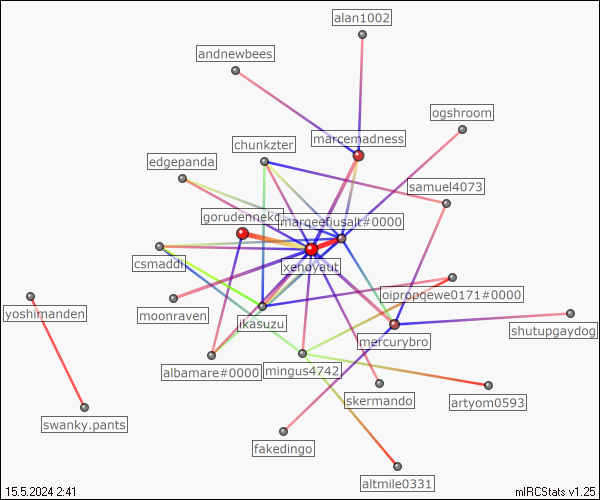 alan1002
andnewbees
ogshroom
marcemadness
chunkzter
edgepanda
samuel4073
gorudenneko
marqeefiusalt#0000
csmaddi
xenoyaut
oipropqewe0171#0000
yoshimanden
moonraven
ikasuzu
shutupgaydog
mercurybro
albamare#0000
mingus4742
skermando
artyom0593
swanky.pants
fakedingo
altmile0331
15.5.2024 2:41
mIRCStats v1.25